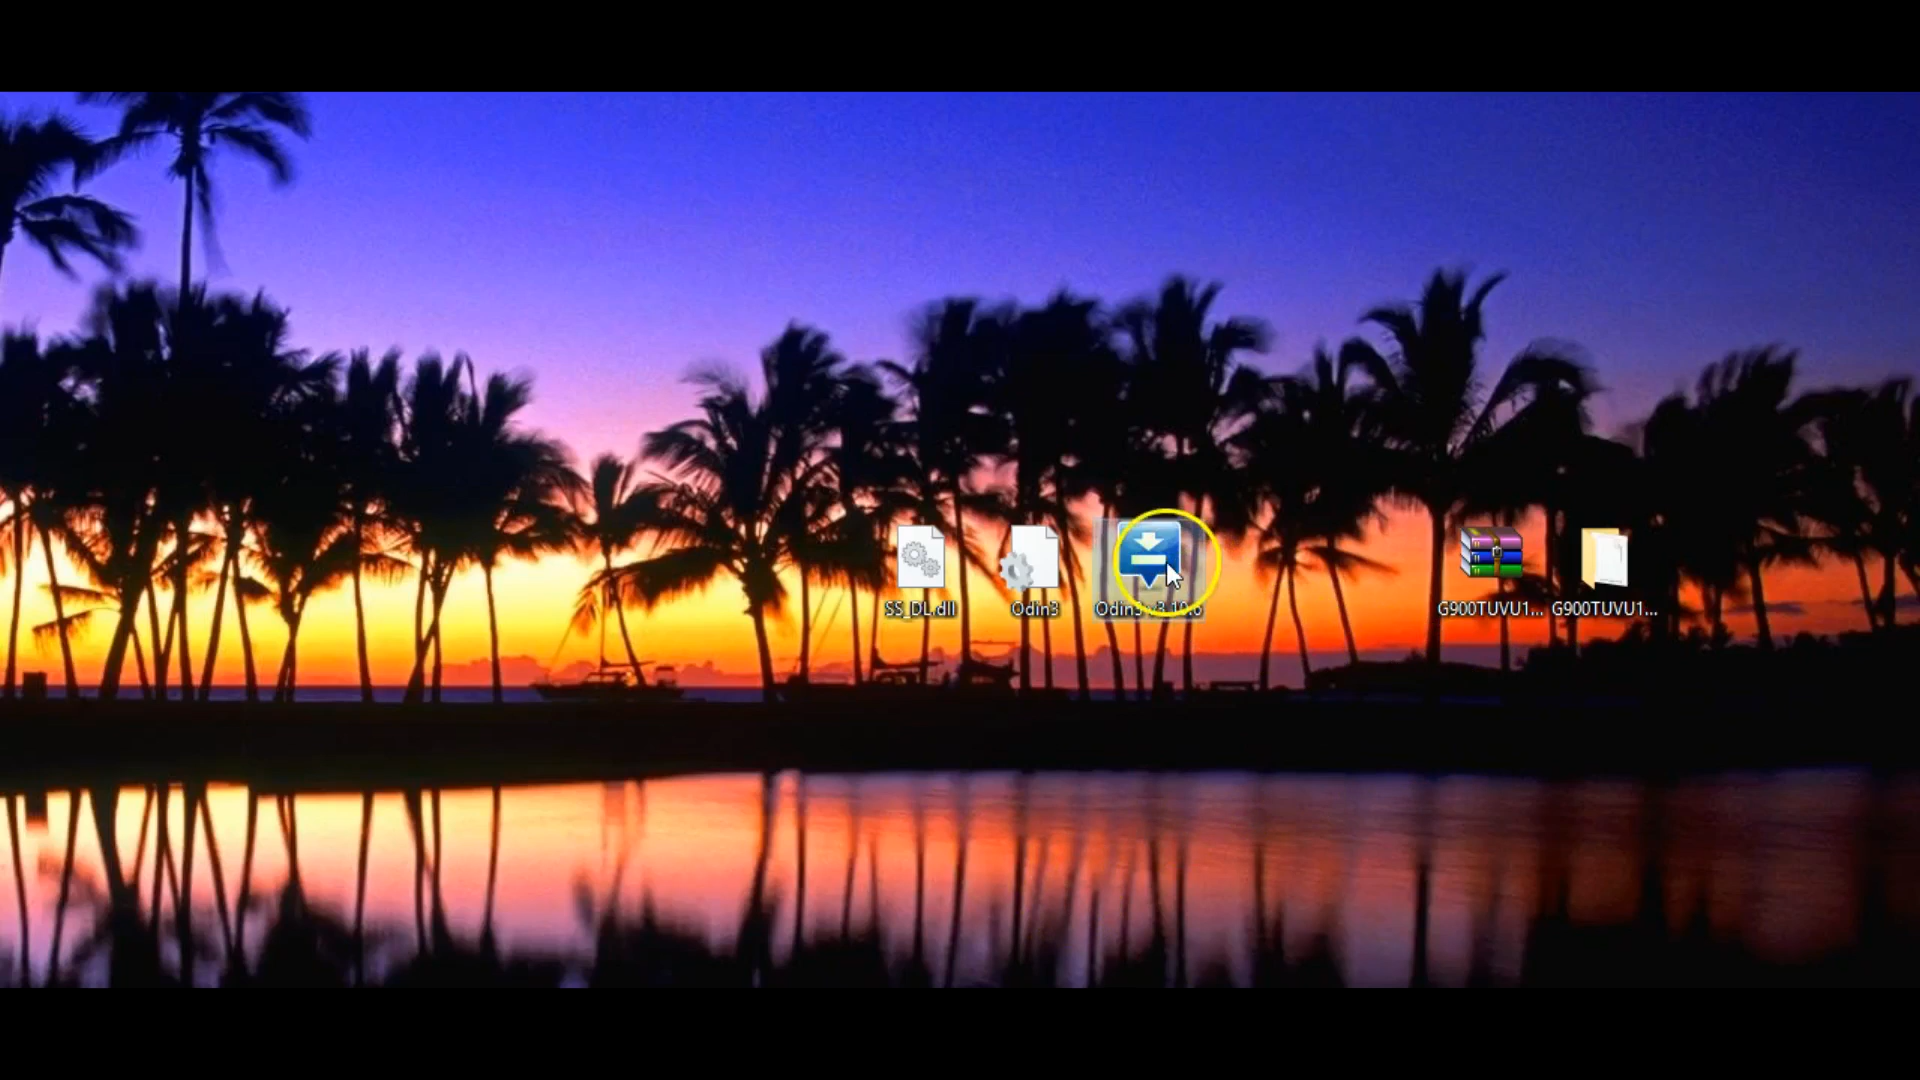 SS_DL.dll
Odin3
Odin3 v3.10.6
G900TUVU1...
G900TUVU1...